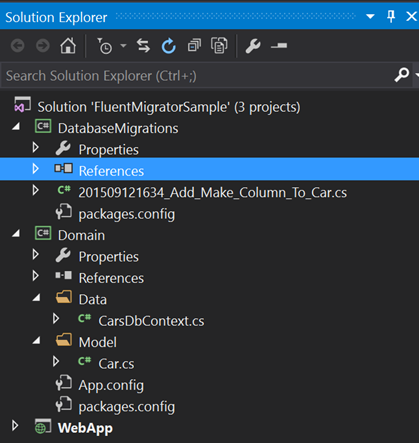 Solution Explorer
Search Solution Explorer (Ctrl+;)
Solution 'FluentMigratorSample' (3 projects)
C# DatabaseMigrations
Properties
References
C# 201509121634_Add_Make_Column_To_Car.cs
packages.config
C# Domain
Properties
References
Data
C# CarsDbContext.cs
Model
C# Car.cs
App.config
packages.config
WebApp